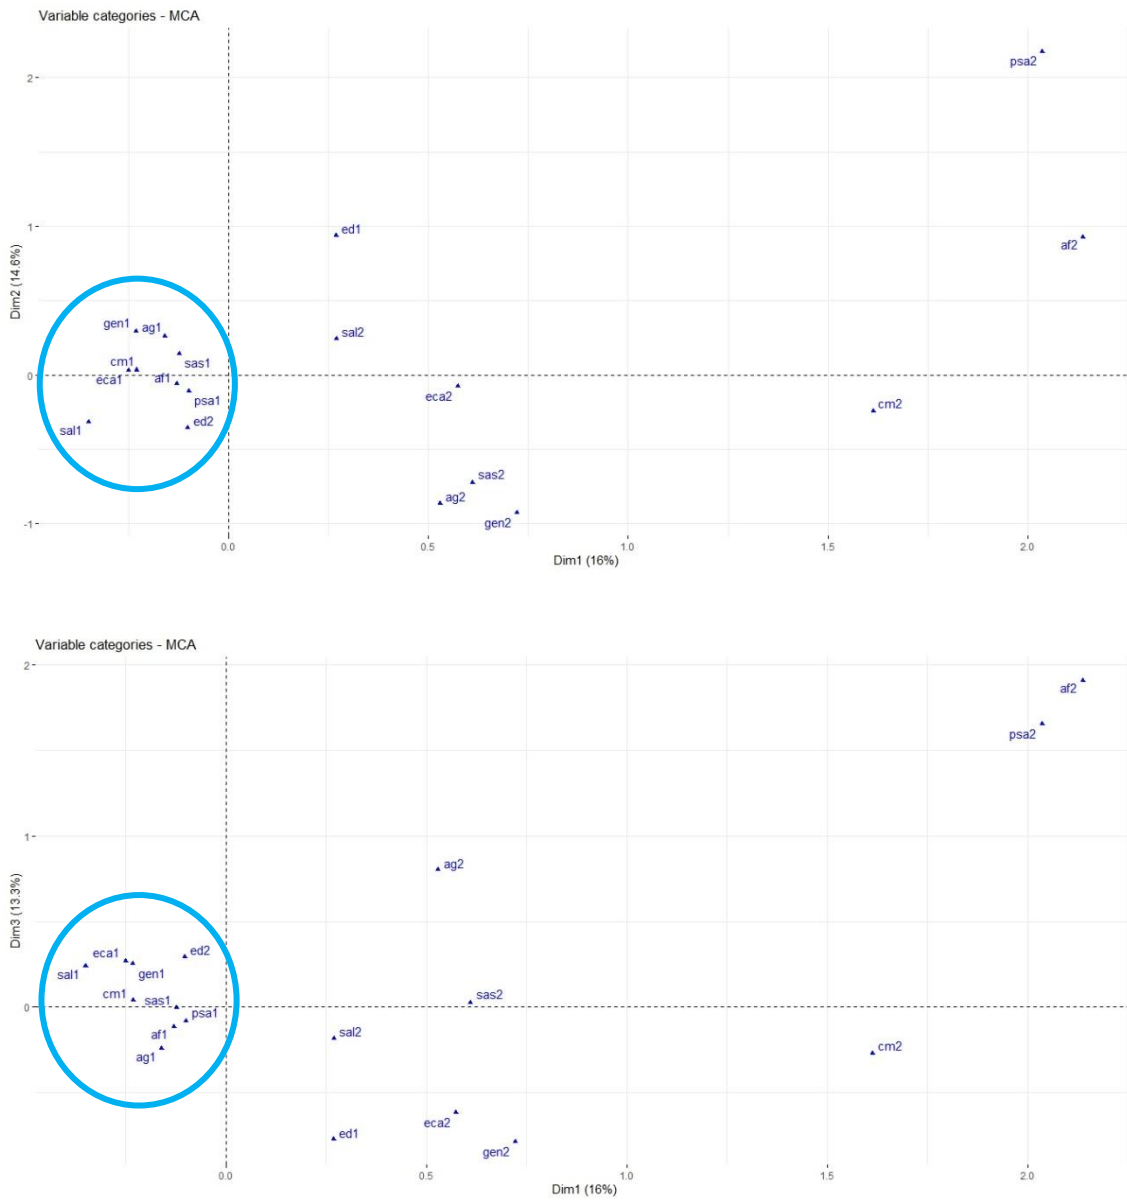 Variable categories - MCA
psa2
2
ed1
1
af2
gen1 ag1
sal2
cm1 sas1
0
eca1 af1
eca2
psa1
cm2
sal1 ed2
sas2
ag2
gen2
-1
0.0 0.5 1.0 1.5 2.0
Dim1 (16%)
Dim2 (14.6%)
Variable categories - MCA
2
af2
psa2
1
ag2
eca1 ed2
sal1 gen1
cm1 sas1 sas2
0
psa1
af1 sal2
cm2
ag1
eca2
ed1
gen2
0.0 0.5 1.0 1.5 2.0
Dim1 (16%)
Dim3 (13.3%)